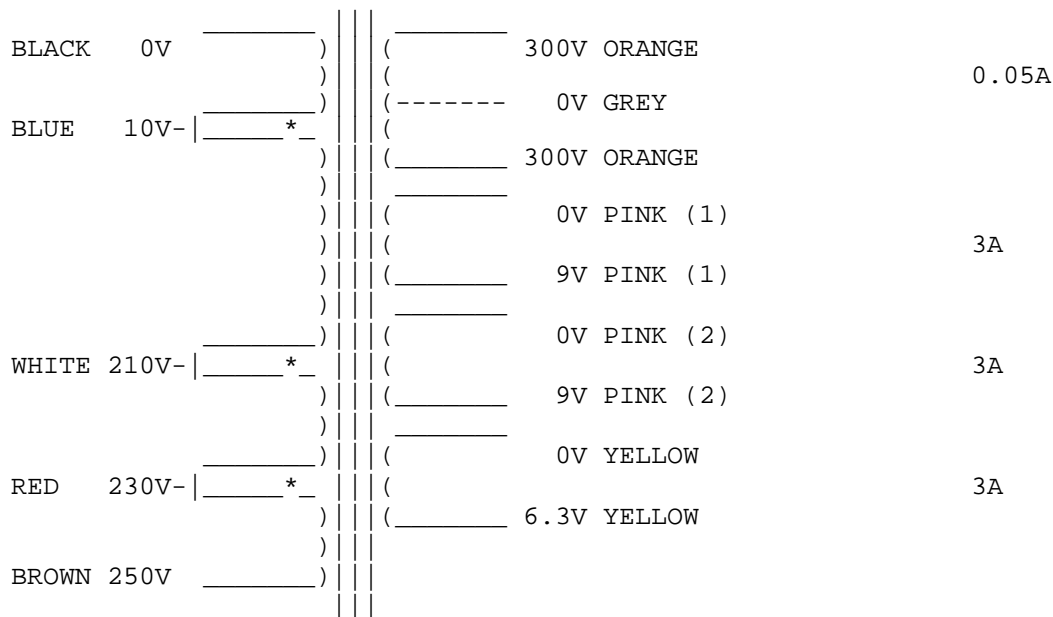 BLACK 0V 300V ORANGE
0.05A
0V GREY
BLUE 10V-
300V ORANGE
0V PINK (1)
3A
9V PINK (1)
0V PINK (2)
WHITE 210V- 3A
9V PINK (2)
0V YELLOW
RED 230V- 3A
6.3V YELLOW
BROWN 250V